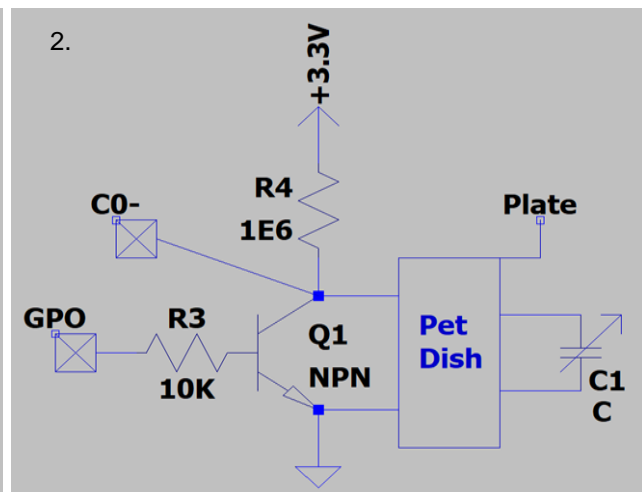 2.
+3.3V
R4
1E6
C0-
Plate
GPO
R3
10K
Q1
NPN
Pet
Dish
C1
C